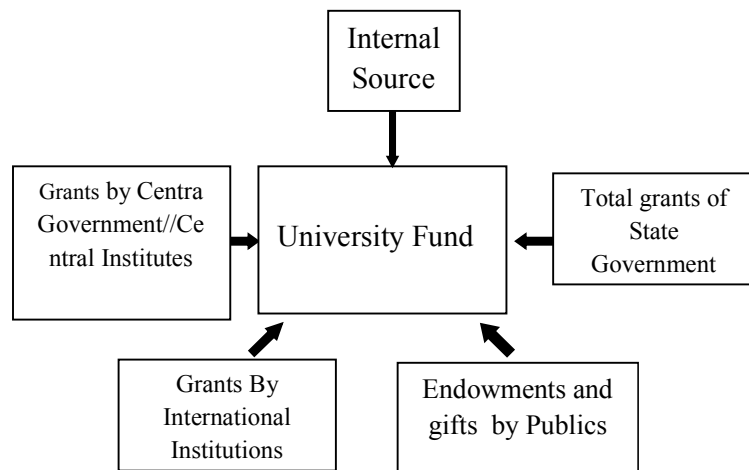 Internal
Source
Grants by Centra
Government//Ce
ntral Institutes
University Fund
Total grants of
State
Government
Grants By
International
Institutions
Endowments and
gifts by Publics